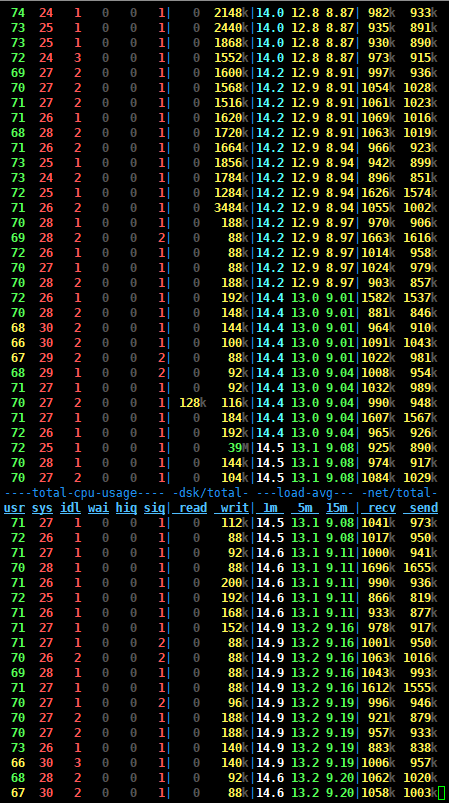 74 24 1 0 0 1| 0 2148k|14.0 12.8 8.87| 982k 933k
73 25 1 0 0 1| 0 2440k|14.0 12.8 8.87| 935k 891k
73 25 1 0 0 1| 0 1868k|14.0 12.8 8.87| 930k 890k
72 24 3 0 0 1| 0 1552k|14.0 12.8 8.87| 973k 915k
69 27 2 0 0 1| 0 1600k|14.2 12.9 8.91| 997k 936k
70 27 2 0 0 1| 0 1568k|14.2 12.9 8.91|1054k 1028k
71 27 2 0 0 1| 0 1516k|14.2 12.9 8.91|1061k 1023k
71 26 2 0 0 1| 0 1620k|14.2 12.9 8.91|1069k 1016k
68 28 2 0 0 1| 0 1720k|14.2 12.9 8.91|1063k 1019k
71 26 2 0 0 1| 0 1664k|14.2 12.9 8.94| 966k 923k
73 25 1 0 0 1| 0 1856k|14.2 12.9 8.94| 942k 899k
73 24 2 0 0 1| 0 1784k|14.2 12.9 8.94| 896k 851k
72 25 1 0 0 1| 0 1284k|14.2 12.9 8.94|1626k 1574k
71 26 2 0 0 1| 0 3484k|14.2 12.9 8.94|1055k 1002k
70 28 1 0 0 1| 0 188k|14.2 12.9 8.97| 970k 906k
69 28 2 0 0 2| 0 88k|14.2 12.9 8.97|1663k 1616k
72 26 1 0 0 2| 0 88k|14.2 12.9 8.97|1014k 958k
70 27 1 0 0 1| 0 88k|14.2 12.9 8.97|1024k 979k
70 28 2 0 0 1| 0 188k|14.2 12.9 8.97| 903k 857k
72 26 1 0 0 1| 0 192k|14.4 13.0 9.01|1582k 1537k
70 28 1 0 0 1| 0 148k|14.4 13.0 9.01| 881k 846k
68 30 2 0 0 1| 0 144k|14.4 13.0 9.01| 964k 910k
66 30 2 0 0 1| 0 100k|14.4 13.0 9.01|1091k 1043k
67 29 2 0 0 2| 0 88k|14.4 13.0 9.01|1022k 981k
68 29 1 0 0 2| 0 92k|14.4 13.0 9.04|1008k 954k
71 27 1 0 0 1| 0 92k|14.4 13.0 9.04|1032k 989k
70 27 2 0 0 1| 128k 116k|14.4 13.0 9.04| 990k 948k
71 27 1 0 0 1| 0 184k|14.4 13.0 9.04|1607k 1567k
72 26 1 0 0 1| 0 192k|14.4 13.0 9.04| 965k 926k
72 25 1 0 0 1| 0 39M|14.5 13.1 9.08| 925k 890k
70 28 1 0 0 1| 0 144k|14.5 13.1 9.08| 974k 917k
70 27 2 0 0 1| 0 104k|14.5 13.1 9.08|1084k 1029k
----total-cpu-usage---- -dsk/total- ---load-avg--- -net/total-
usr sys idl wai hiq siq| read writ| 1m 5m 15m | recv send
71 27 1 0 0 1| 0 112k|14.5 13.1 9.08|1041k 973k
72 26 1 0 0 1| 0 88k|14.5 13.1 9.08|1017k 950k
71 27 1 0 0 1| 0 92k|14.6 13.1 9.11|1000k 941k
70 28 1 0 0 1| 0 88k|14.6 13.1 9.11|1696k 1655k
71 26 1 0 0 1| 0 200k|14.6 13.1 9.11| 990k 936k
72 25 1 0 0 1| 0 192k|14.6 13.1 9.11| 866k 819k
71 26 1 0 0 1| 0 168k|14.6 13.1 9.11| 933k 877k
71 27 1 0 0 1| 0 152k|14.9 13.2 9.16| 978k 917k
71 27 1 0 0 2| 0 88k|14.9 13.2 9.16|1001k 950k
70 26 2 0 0 2| 0 88k|14.9 13.2 9.16|1063k 1016k
69 28 1 0 0 1| 0 88k|14.9 13.2 9.16|1043k 993k
71 27 1 0 0 1| 0 88k|14.9 13.2 9.16|1612k 1555k
70 27 1 0 0 2| 0 96k|14.9 13.2 9.19| 996k 946k
70 27 2 0 0 1| 0 188k|14.9 13.2 9.19| 921k 879k
70 27 2 0 0 1| 0 188k|14.9 13.2 9.19| 957k 933k
73 26 1 0 0 1| 0 140k|14.9 13.2 9.19| 883k 838k
66 30 3 0 0 1| 0 140k|14.9 13.2 9.19|1006k 957k
68 28 2 0 0 1| 0 92k|14.6 13.2 9.20|1062k 1020k
67 30 2 0 0 2| 0 88k|14.6 13.2 9.20|1058k 1003k